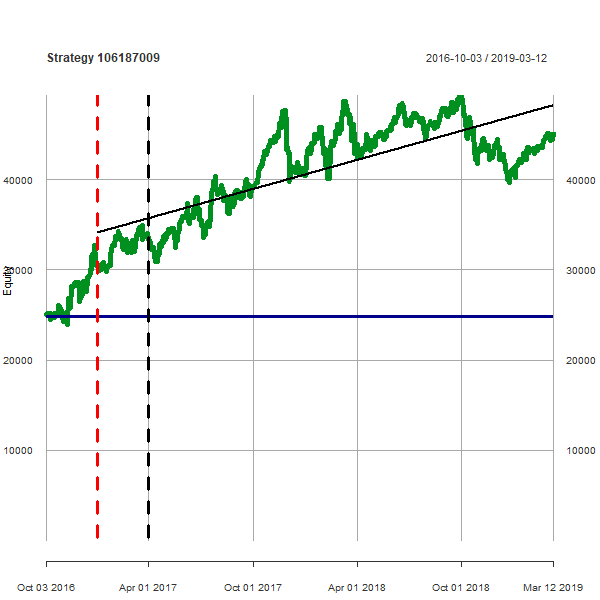 Strategy 106187009 2016-10-03 / 2019-03-12
40000 40000
Equity
30000 30000
20000 20000
10000 10000
Oct 03 2016 Apr 01 2017 Oct 01 2017 Apr 01 2018 Oct 01 2018 Mar 12 2019